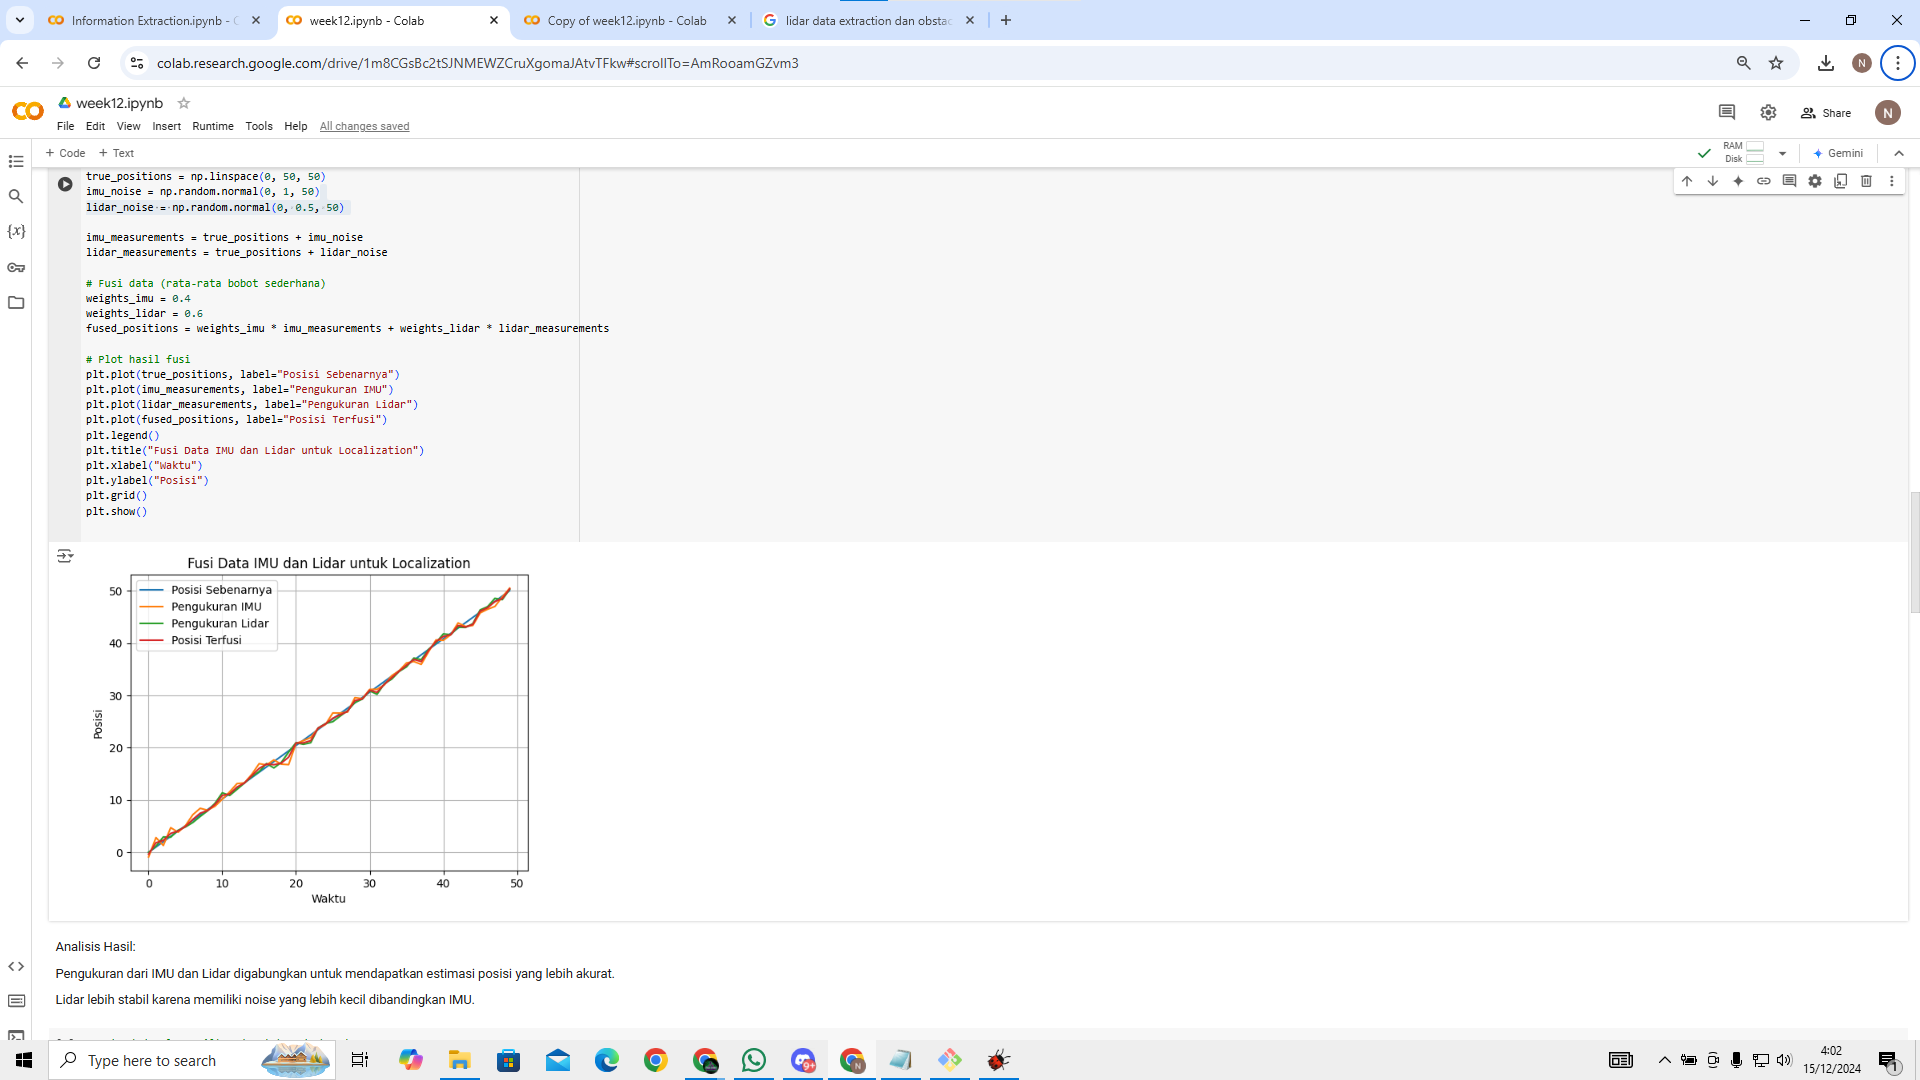 Information Extraction.ipynb - C
week12.ipynb - Colab
Copy of week12.ipynb - Colab
lidar data extraction dan obsta
colab.research.google.com/drive/1m8CGsBc2tSJNMEWZCruXgomaJAtvTFkw#scrollTo=AmRooamGZvm3
N
CO
week12.ipynb
File Edit View Insert Runtime Tools Help All changes saved
Share
N
+ Code + Text
RAM
Disk
Gemini
true_positions = np.linspace(0, 50, 50)
imu_noise = np.random.normal(0, 1, 50)
lidar_noise = np.random.normal(0, 0.5, 50)
imu_measurements = true_positions + imu_noise
lidar_measurements = true_positions + lidar_noise
# Fusi data (rata-rata bobot sederhana)
weights_imu = 0.4
weights_lidar = 0.6
fused_positions = weights_imu * imu_measurements + weights_lidar * lidar_measurements
# Plot hasil fusi
plt.plot(true_positions, label="Posisi Sebenarnya")
plt.plot(imu_measurements, label="Pengukuran IMU")
plt.plot(lidar_measurements, label="Pengukuran Lidar")
plt.plot(fused_positions, label="Posisi Terfusi")
plt.legend()
plt.title("Fusi Data IMU dan Lidar untuk Localization")
plt.xlabel("Waktu")
plt.ylabel("Posisi")
plt.grid()
plt.show()
Fusi Data IMU dan Lidar untuk Localization
Posisi Sebenarnya
Pengukuran IMU
Pengukuran Lidar
Posisi Terfusi
50
40
30
20
10
0
Posisi
0 10 20 30 40 50
Waktu
Analisis Hasil:
Pengukuran dari IMU dan Lidar digabungkan untuk mendapatkan estimasi posisi yang lebih akurat.
Lidar lebih stabil karena memiliki noise yang lebih kecil dibandingkan IMU.
Type here to search
4:02
15/12/2024